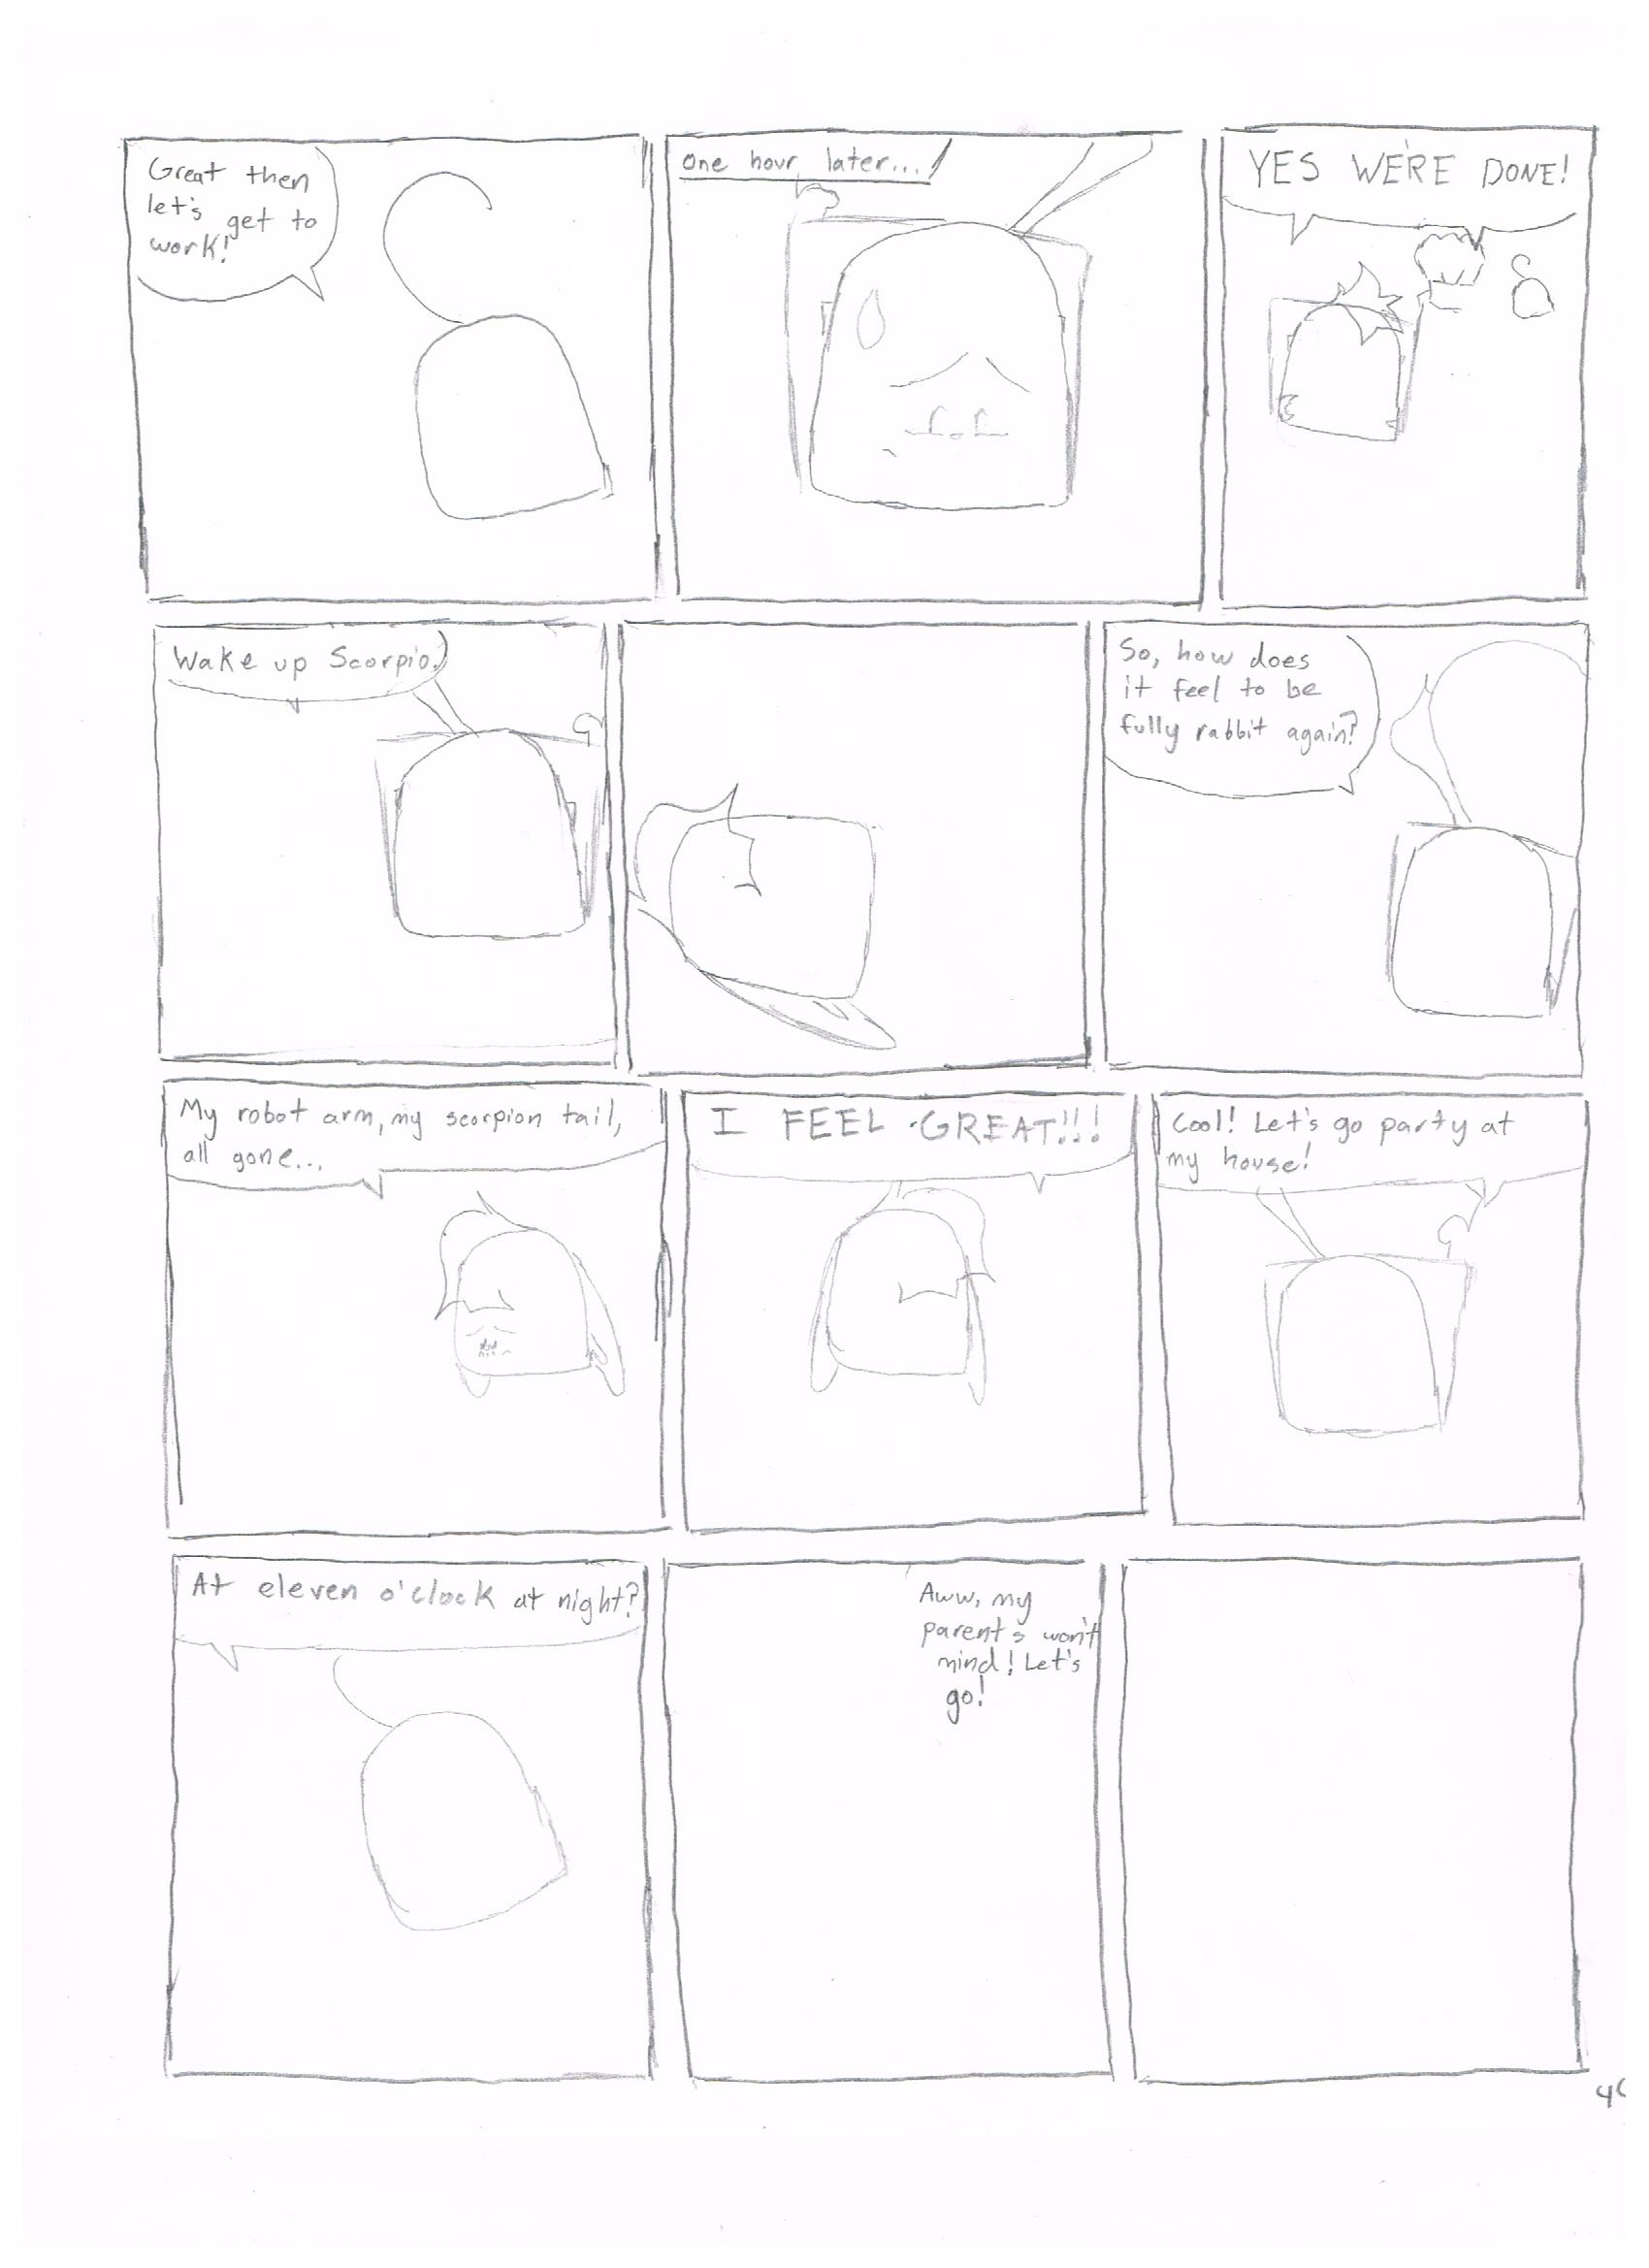 Great then
let's get to
work!
One hour later...
YES WE'RE DONE!
Wake up Scorpio.
So, how does
it feel to be
fully rabbit again?
My robot arm, my scorpion tail,
all gone...
I FEEL GREAT!!!
Cool! Let's go party at
my house!
At eleven o'clock at night?
Aww, my
parents won't
mind! Let's
go!